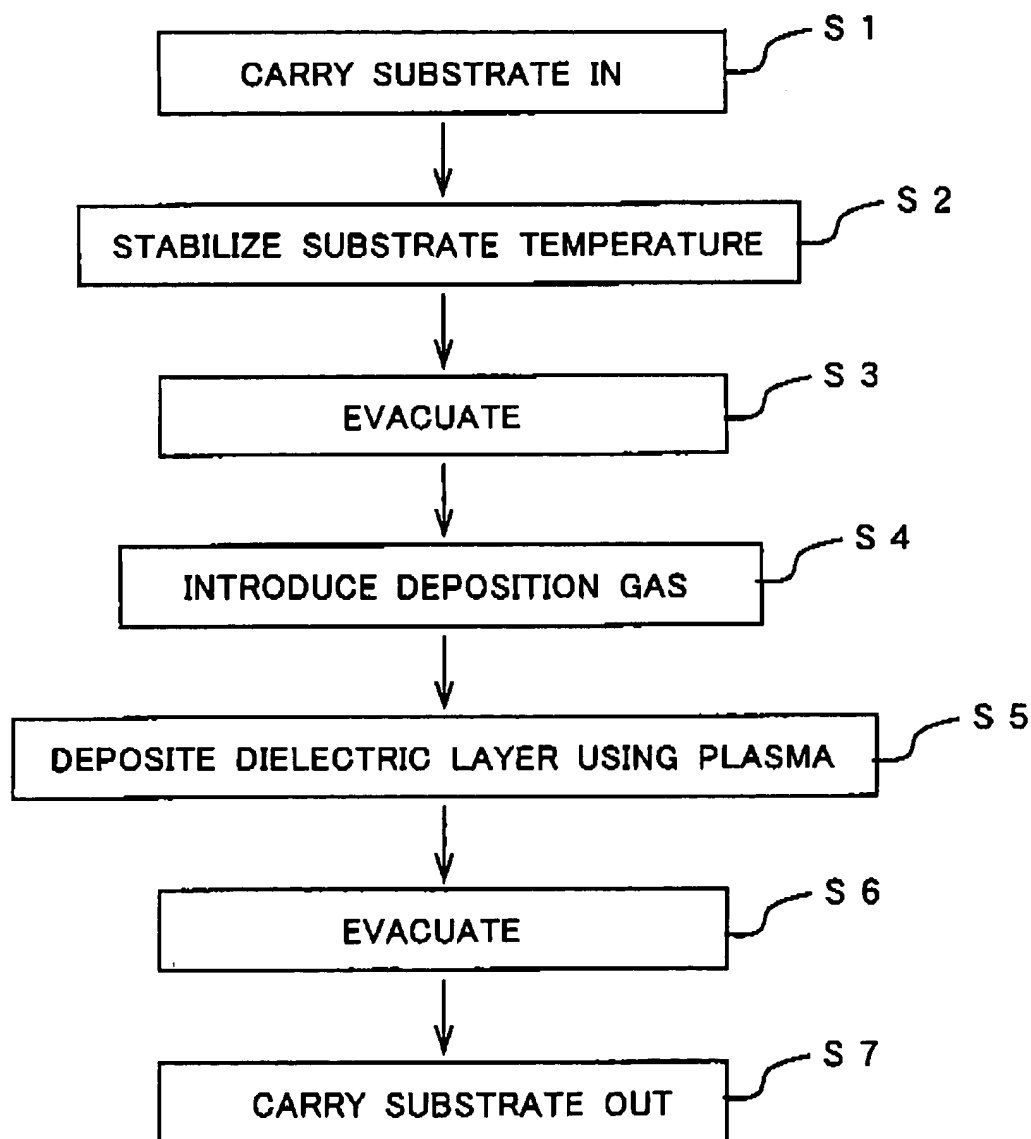 S 1
CARRY SUBSTRATE IN
S 2
STABILIZE SUBSTRATE TEMPERATURE
S 3
EVACUATE
S 4
INTRODUCE DEPOSITION GAS
S 5
DEPOSITE DIELECTRIC LAYER USING PLASMA
S 6
EVACUATE
S 7
CARRY SUBSTRATE OUT